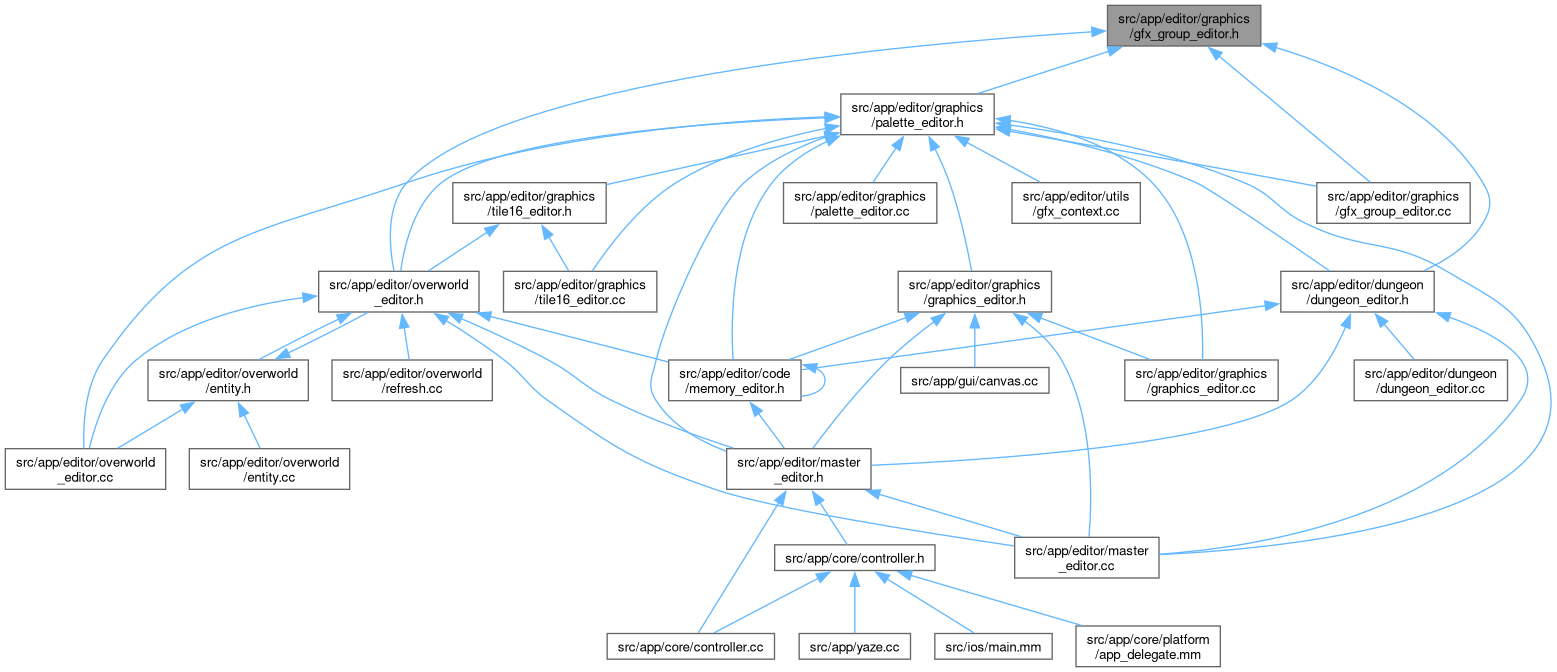 src/app/editor/graphics
/gfx_group_editor.h
src/app/editor/graphics
/palette_editor.h
src/app/editor/graphics
/tile16_editor.h
src/app/editor/graphics
/palette_editor.cc
src/app/editor/utils
/gfx_context.cc
src/app/editor/graphics
/gfx_group_editor.cc
src/app/editor/overworld
_editor.h
src/app/editor/graphics
/tile16_editor.cc
src/app/editor/graphics
/graphics_editor.h
src/app/editor/dungeon
/dungeon_editor.h
src/app/editor/overworld
/entity.h
src/app/editor/overworld
/refresh.cc
src/app/editor/code
/memory_editor.h
src/app/gui/canvas.cc
src/app/editor/graphics
/graphics_editor.cc
src/app/editor/dungeon
/dungeon_editor.cc
src/app/editor/overworld
_editor.cc
src/app/editor/overworld
/entity.cc
src/app/editor/master
_editor.h
src/app/core/controller.h
src/app/editor/master
_editor.cc
src/app/core/controller.cc
src/app/yaze.cc
src/ios/main.mm
src/app/core/platform
/app_delegate.mm